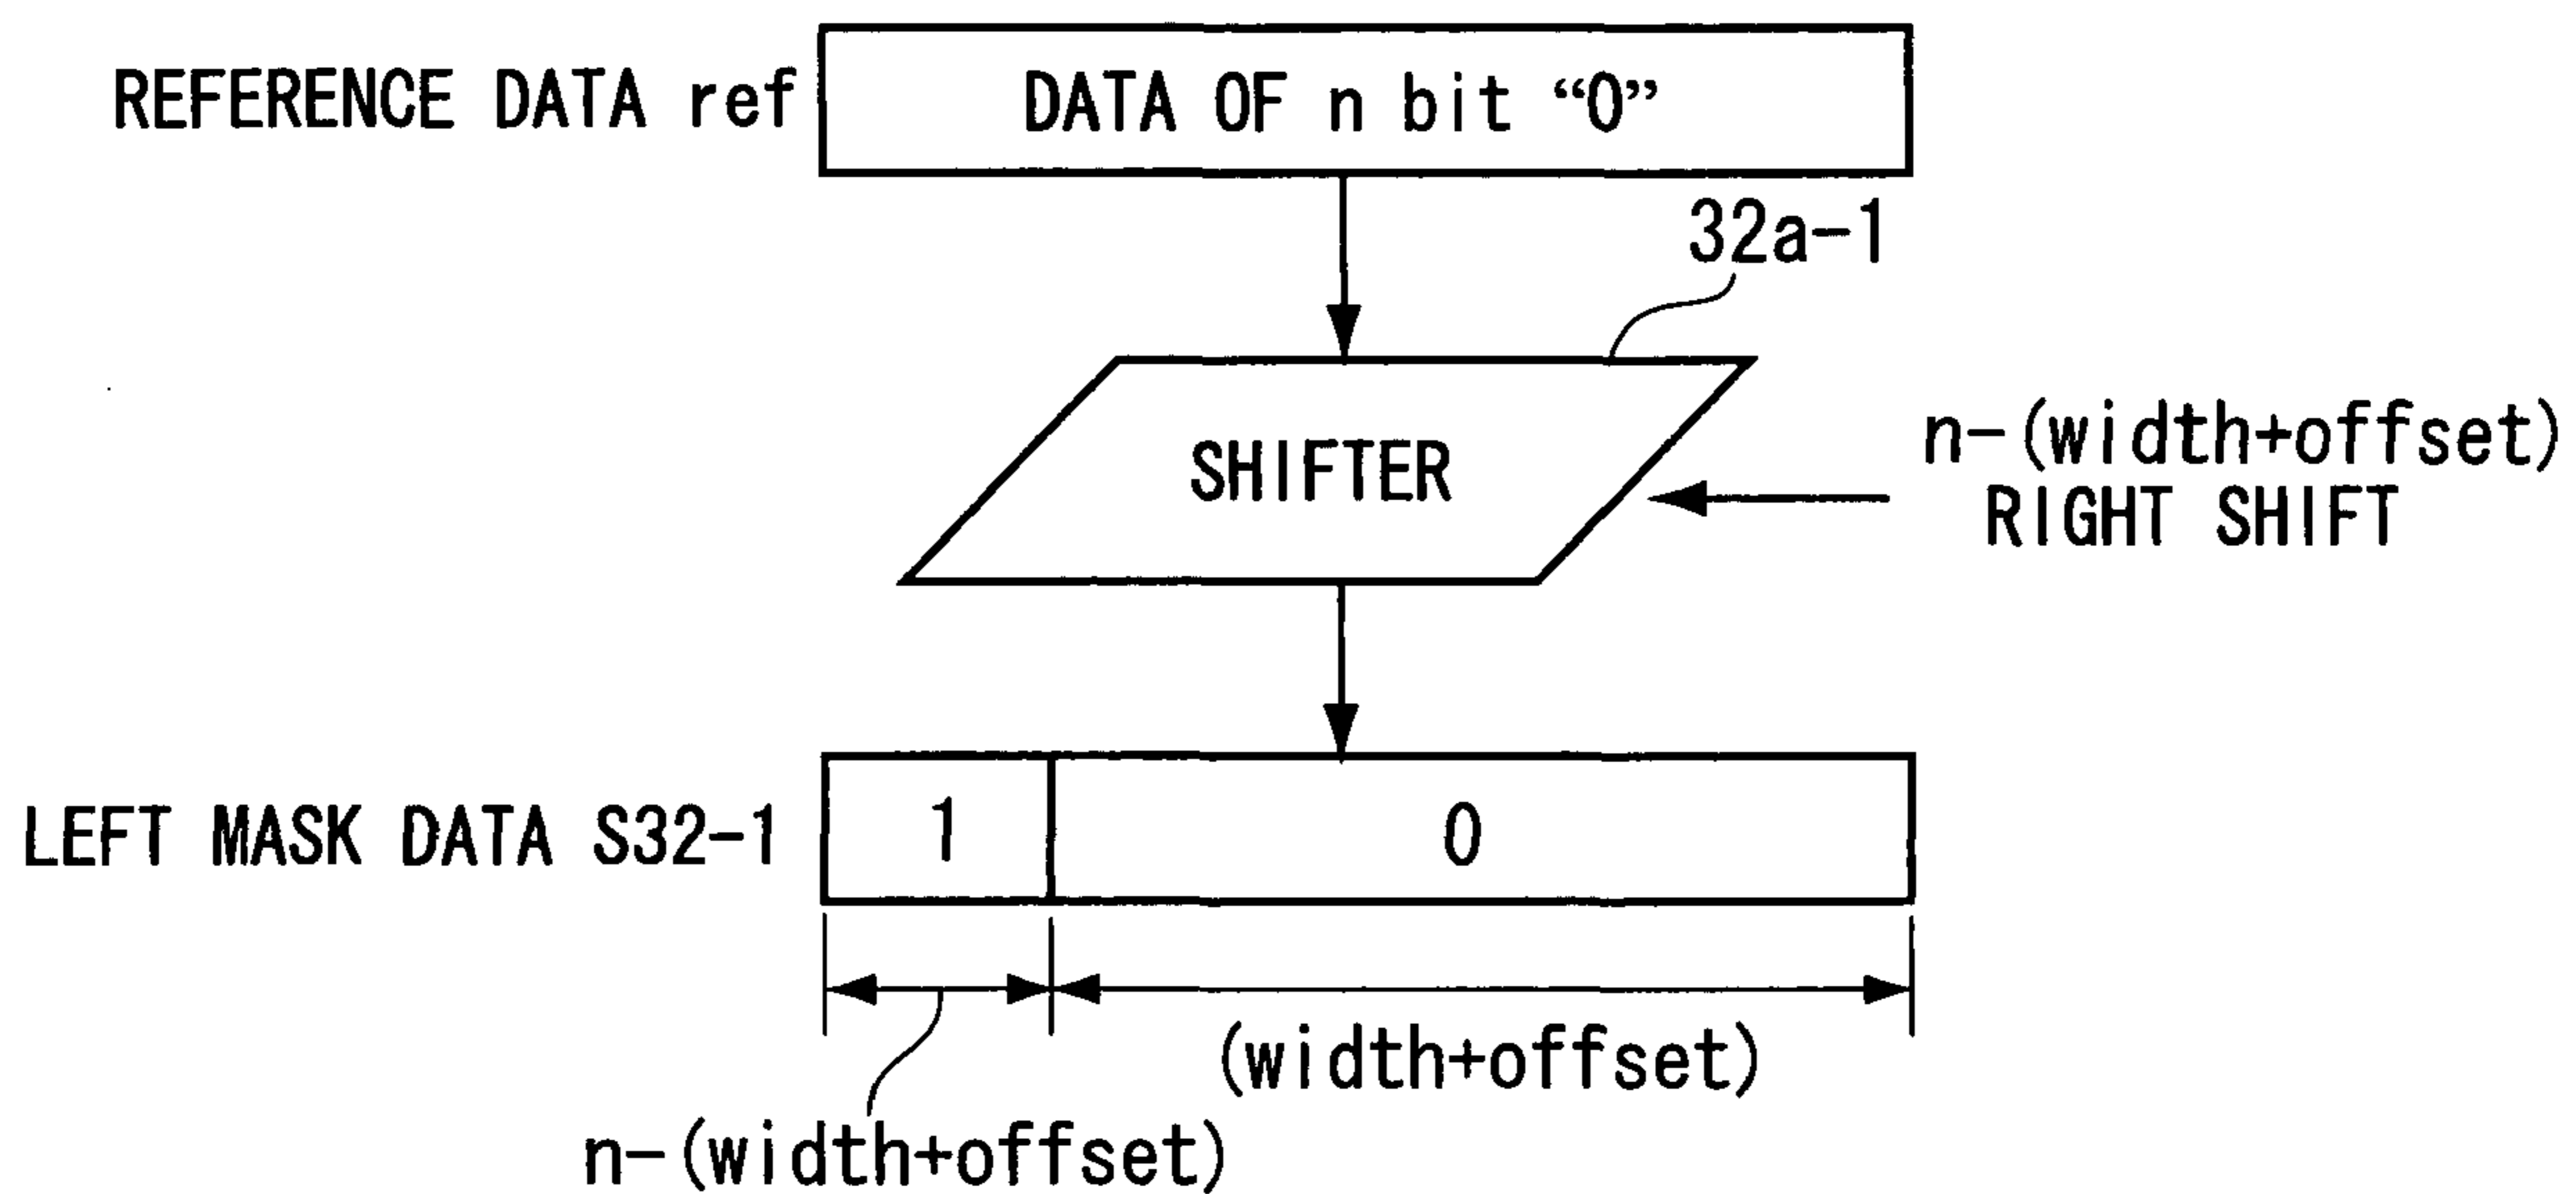 REFERENCE DATA ref
DATA OF n bit “0”
32a-1
SHIFTER
n-(width+offset)
RIGHT SHIFT
LEFT MASK DATA S32-1
1
0
(width+offset)
n-(width+offset)